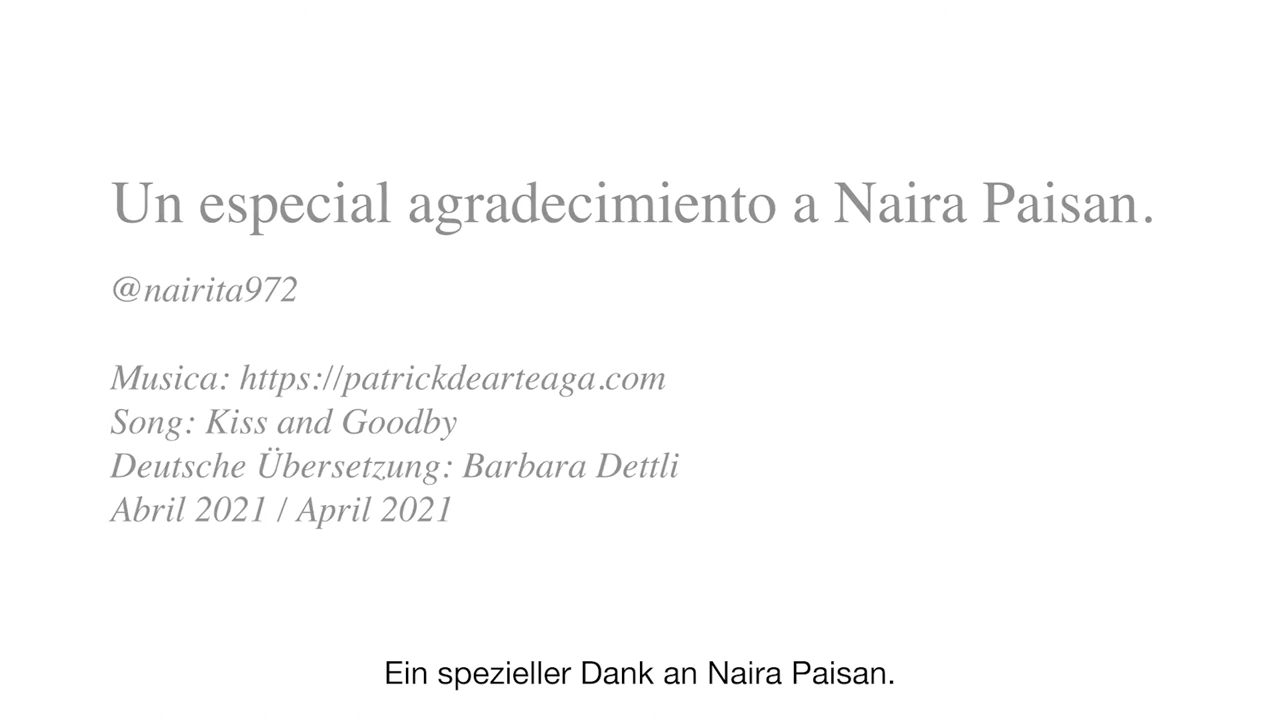 Un especial agradecimiento a Naira Paisan.
@nairita972
Musica: https://patrickdearteaga.com
Song: Kiss and Goodby
Deutsche Übersetzung: Barbara Dettli
Abril 2021 / April 2021
Ein spezieller Dank an Naira Paisan.